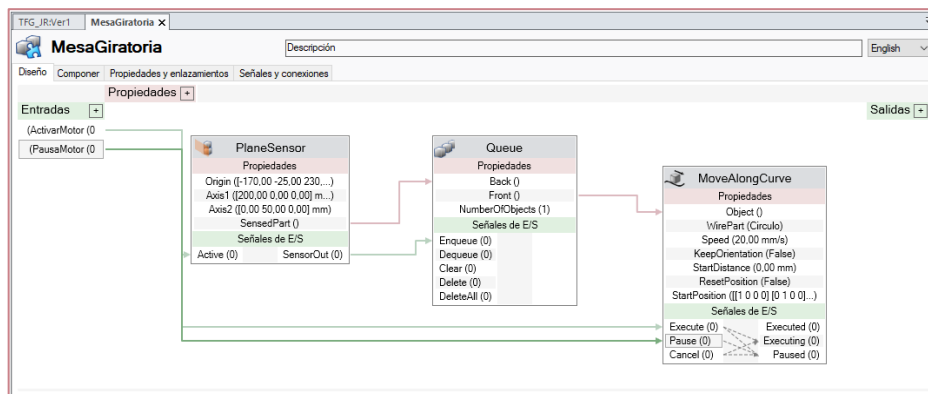 TFG_JR:Ver1 MesaGiratoria X
MesaGiratoria Descripción English
Diseño Componer Propiedades y enlazamientos Señales y conexiones
Propiedades +
Entradas + Salidas +
(ActivarMotor (0
(PausaMotor (0
PlaneSensor
Propiedades
Origin ([-170,00 -25,00 230,...)
Axis1 ([200,00 0,00 0,00] m...)
Axis2 ([0,00 50,00 0,00] mm)
SensedPart ()
Señales de E/S
Active (0) SensorOut (0)
Queue
Propiedades
Back ()
Front ()
NumberOfObjects (1)
Señales de E/S
Enqueue (0)
Dequeue (0)
Clear (0)
Delete (0)
DeleteAll (0)
MoveAlongCurve
Propiedades
Object ()
WirePart (Circulo)
Speed (20,00 mm/s)
KeepOrientation (False)
StartDistance (0,00 mm)
ResetPosition (False)
StartPosition ([[1 0 0 0] [0 1 0 0]...)
Señales de E/S
Execute (0) Executed (0)
Pause (0) Executing (0)
Cancel (0) Paused (0)